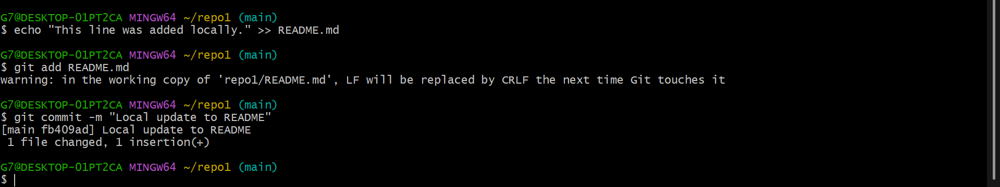 G7@DESKTOP-01PT2CA MINGW64 ~/repo1 (main)
$ echo "This line was added locally." >> README.md
G7@DESKTOP-01PT2CA MINGW64 ~/repo1 (main)
$ git add README.md
warning: in the working copy of 'repo1/README.md', LF will be replaced by CRLF the next time Git touches it
G7@DESKTOP-01PT2CA MINGW64 ~/repo1 (main)
$ git commit -m "Local update to README"
[main fb409ad] Local update to README
 1 file changed, 1 insertion(+)
G7@DESKTOP-01PT2CA MINGW64 ~/repo1 (main)
$